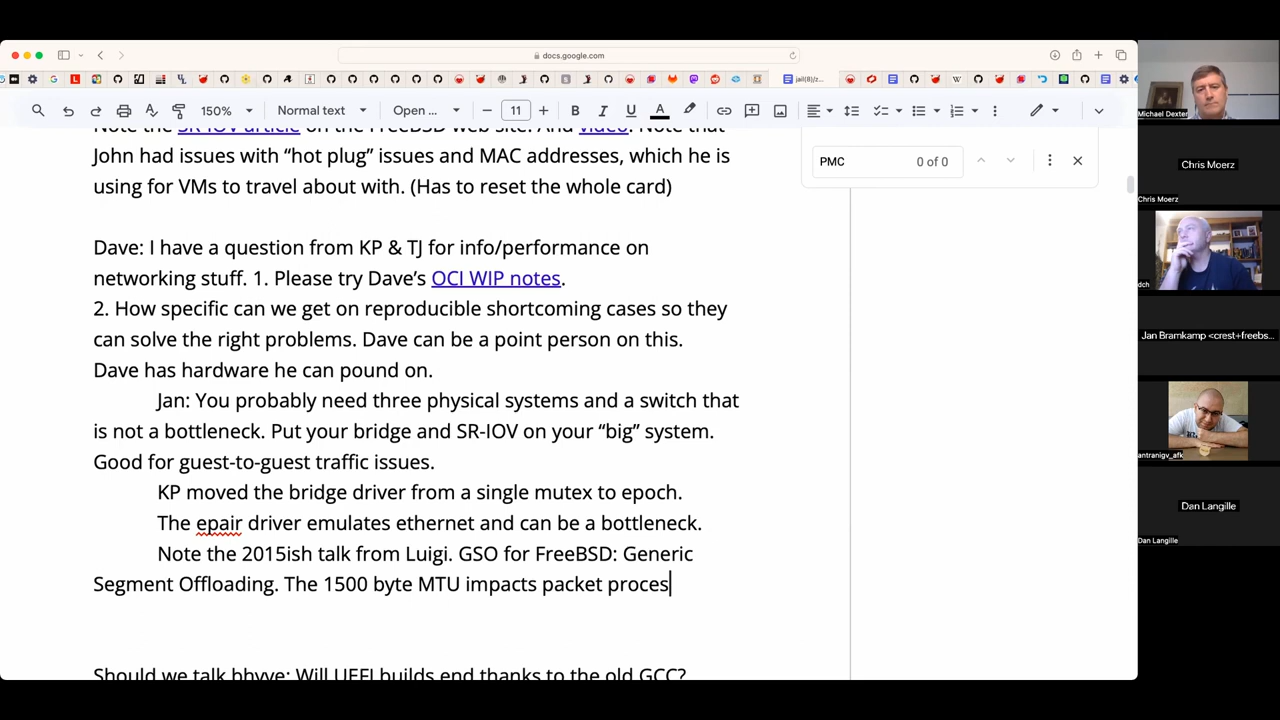 docs.google.com
jail(8)/z...
150%
Normal text
Open ...
11
Note the SR-IOV article on the FreeBSD web site. And video. Note that
PMC
0 of 0
John had issues with “hot plug” issues and MAC addresses, which he is
using for VMs to travel about with. (Has to reset the whole card)
Dave: I have a question from KP & TJ for info/performance on
networking stuff. 1. Please try Dave’s OCI WIP notes.
2. How specific can we get on reproducible shortcoming cases so they
can solve the right problems. Dave can be a point person on this.
Dave has hardware he can pound on.
Jan: You probably need three physical systems and a switch that
is not a bottleneck. Put your bridge and SR-IOV on your “big” system.
Good for guest-to-guest traffic issues.
KP moved the bridge driver from a single mutex to epoch.
The epair driver emulates ethernet and can be a bottleneck.
Note the 2015ish talk from Luigi. GSO for FreeBSD: Generic
Segment Offloading. The 1500 byte MTU impacts packet proces
Should we talk bhyve: Will UEFI builds end thanks to the old GCC?
Michael Dexter
Chris Moerz
Chris Moerz
dch
Jan Bramkamp <crest+freebs...
antranigv_afk
Dan Langille
Dan Langille